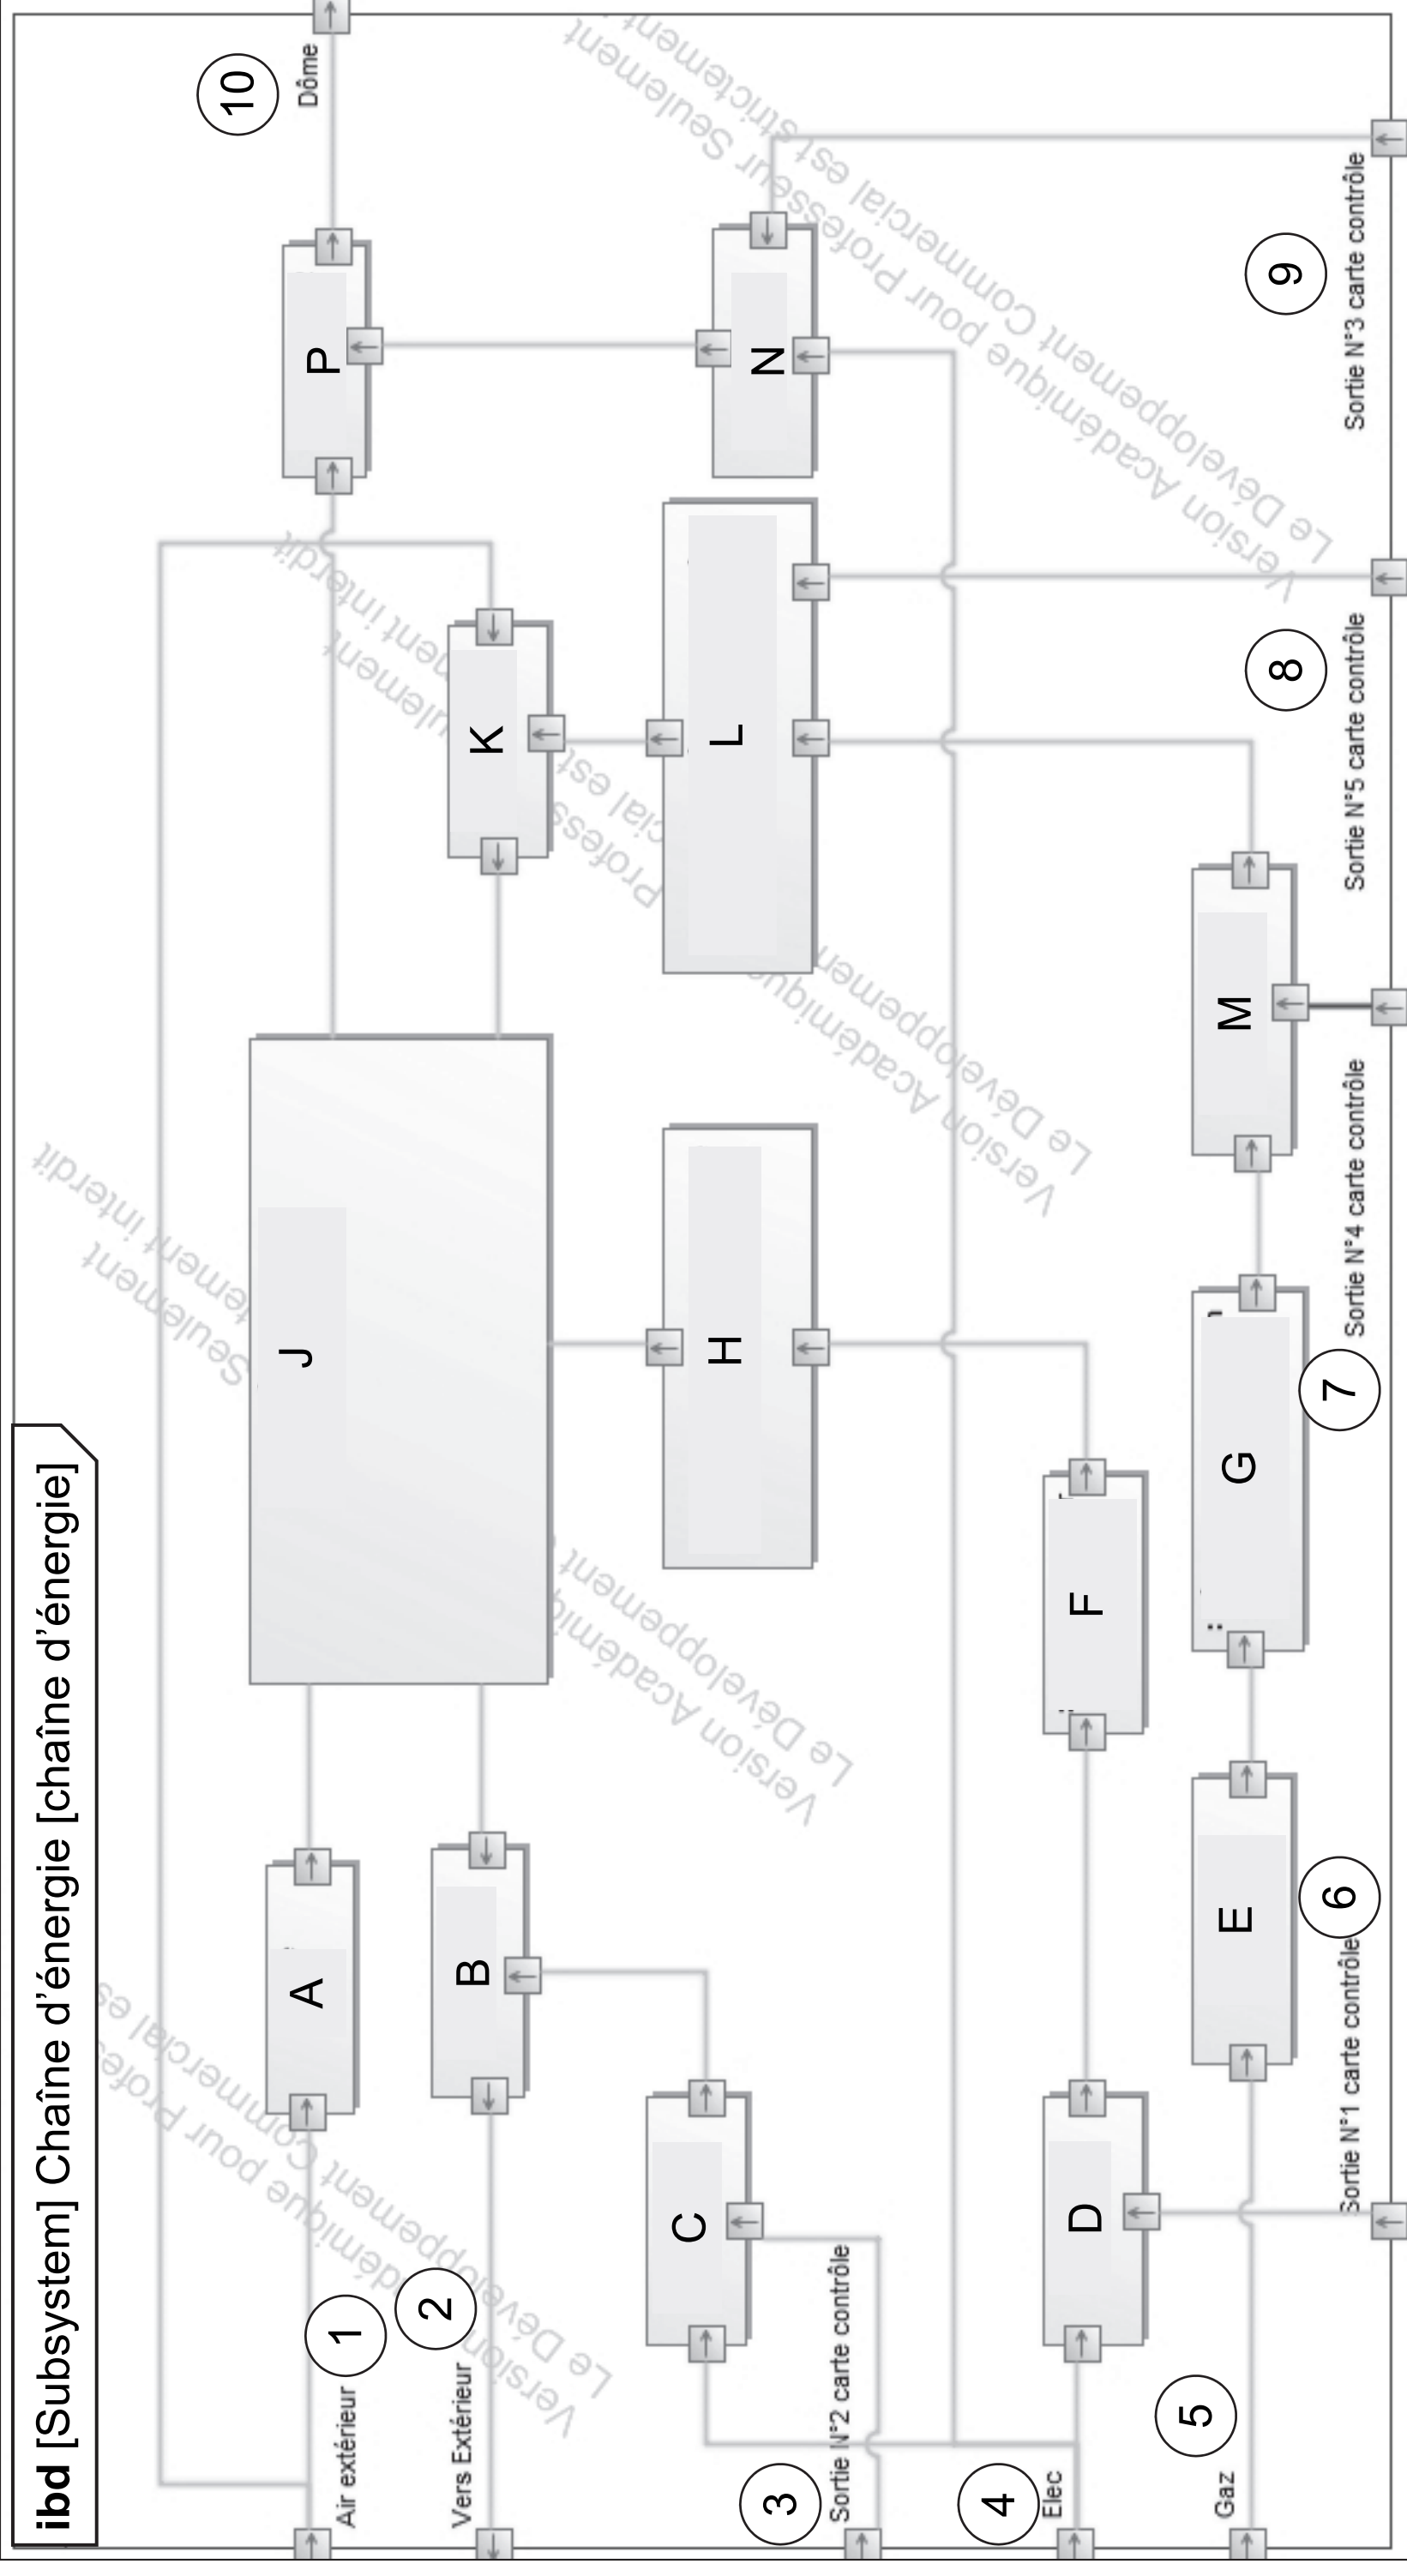 ibd [Subsystem] Chaîne d'énergie [chaîne d'énergie]
Air extérieur
1
Vers Extérieur
2
3
Sortie N°2 carte contrôle
4
Elec
5
Gaz
Sortie N°1 carte contrôle
6
7
Sortie N°4 carte contrôle
8
Sortie N°5 carte contrôle
9
Sortie N°3 carte contrôle
10
Dôme
A
B
C
D
E
F
G
H
J
K
L
M
N
P
Version Académique pour Professeur Seulement
Le Développement Commercial est strictement
interdit